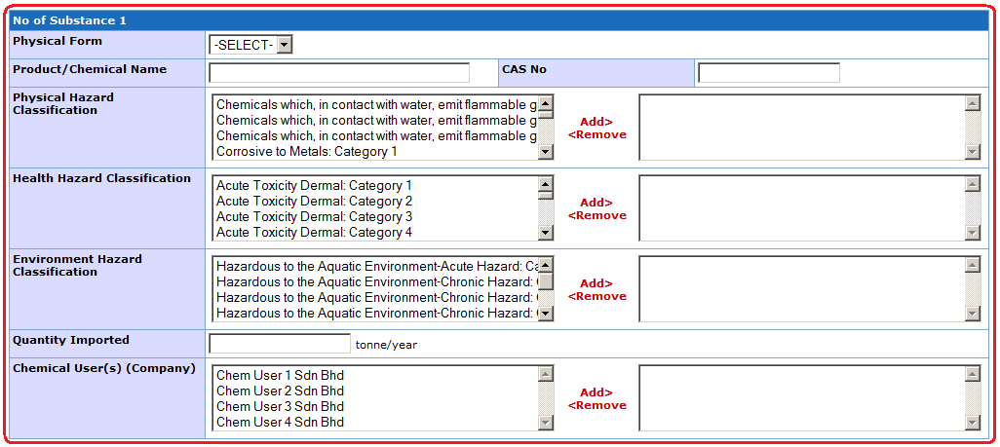 No of Substance 1
Physical Form
-SELECT-
Product/Chemical Name
CAS No
Physical Hazard
Classification
Chemicals which, in contact with water, emit flammable g
Chemicals which, in contact with water, emit flammable g
Chemicals which, in contact with water, emit flammable g
Corrosive to Metals: Category 1
Add>
<Remove
Health Hazard Classification
Acute Toxicity Dermal: Category 1
Acute Toxicity Dermal: Category 2
Acute Toxicity Dermal: Category 3
Acute Toxicity Dermal: Category 4
Add>
<Remove
Environment Hazard
Classification
Hazardous to the Aquatic Environment-Acute Hazard: Ca
Hazardous to the Aquatic Environment-Chronic Hazard:
Hazardous to the Aquatic Environment-Chronic Hazard:
Hazardous to the Aquatic Environment-Chronic Hazard:
Add>
<Remove
Quantity Imported
tonne/year
Chemical User(s) (Company)
Chem User 1 Sdn Bhd
Chem User 2 Sdn Bhd
Chem User 3 Sdn Bhd
Chem User 4 Sdn Bhd
Add>
<Remove